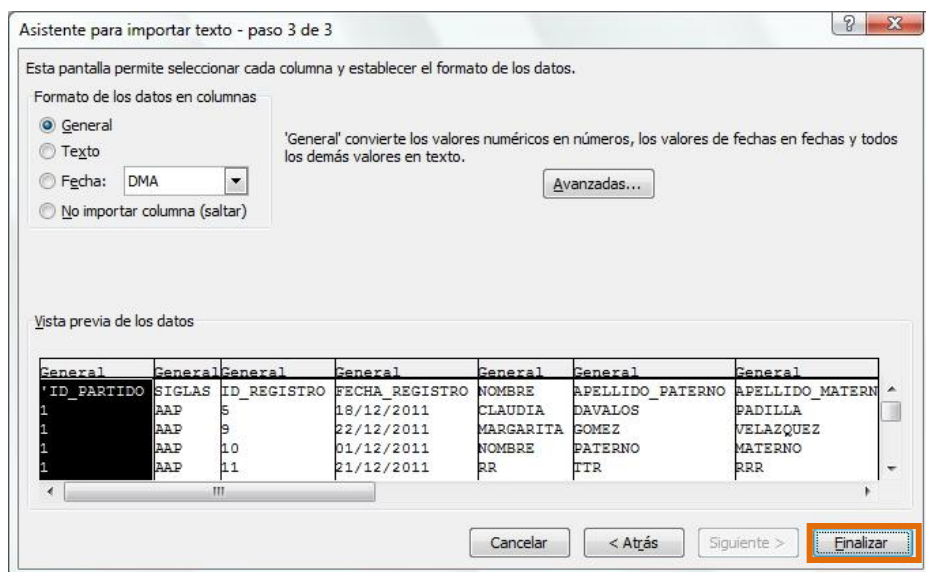 Asistente para importar texto - paso 3 de 3
Esta pantalla permite seleccionar cada columna y establecer el formato de los datos.
Formato de los datos en columnas
General
Texto
Fecha: DMA
No importar columna (saltar)
'General' convierte los valores numéricos en números, los valores de fechas en fechas y todos
los demás valores en texto.
Avanzadas...
Vista previa de los datos
General General General General General General General
'ID_PARTIDO SIGLAS ID_REGISTRO FECHA_REGISTRO NOMBRE APELLIDO_PATERNO APELLIDO_MATERN
1 AAP 5 18/12/2011 CLAUDIA DAVALOS PADILLA
1 AAP 9 22/12/2011 MARGARITA GOMEZ VELAZQUEZ
1 AAP 10 01/12/2011 NOMBRE PATERNO MATERNO
1 AAP 11 21/12/2011 RR TTR RRR
Cancelar < Atrás Siguiente > Finalizar